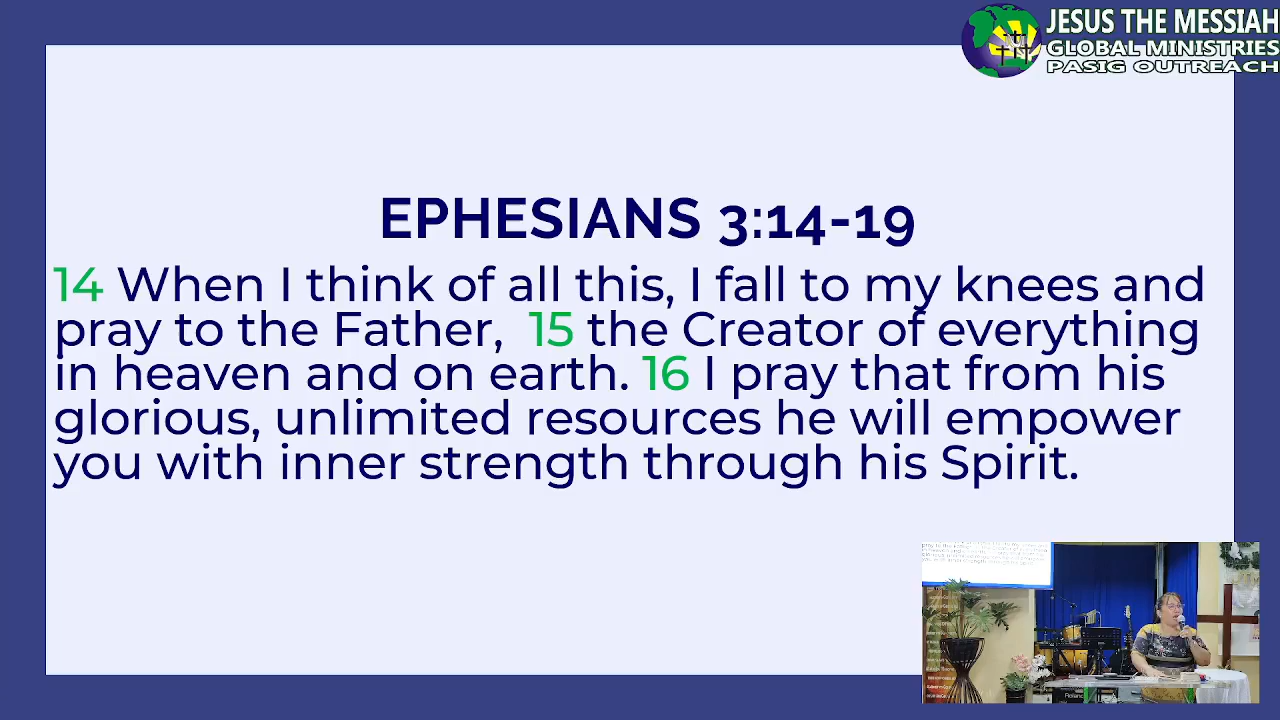 JESUS THE MESSIAH
GLOBAL MINISTRIES
PASIG OUTREACH
EPHESIANS 3:14-19
14 When I think of all this, I fall to my knees and
pray to the Father, 15 the Creator of everything
in heaven and on earth. 16 I pray that from his
glorious, unlimited resources he will empower
you with inner strength through his Spirit.
Roland